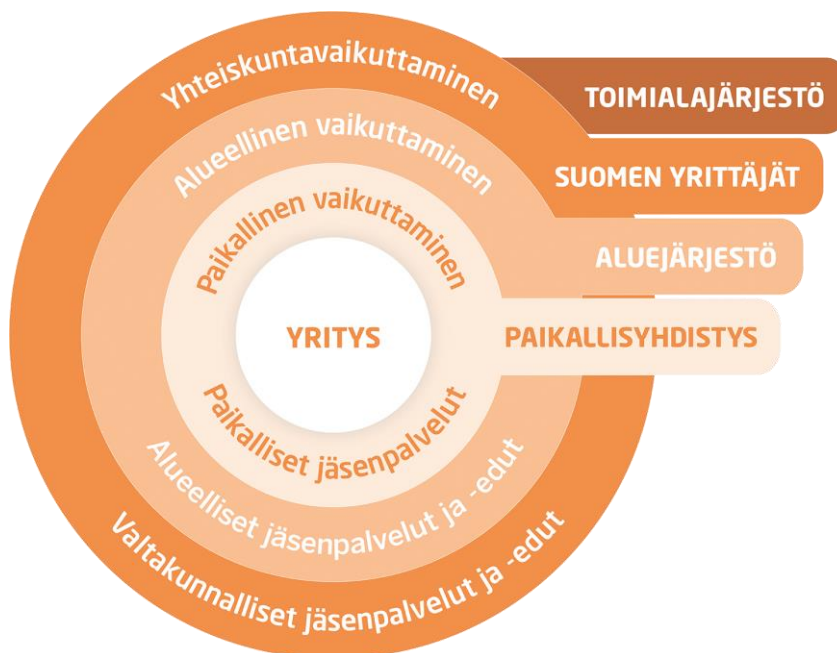 Yhteiskuntavaikuttaminen
TOIMIALAJÄRJESTÖ
Alueellinen vaikuttaminen
SUOMEN YRITTÄJÄT
Paikallinen vaikuttaminen
ALUEJÄRJESTÖ
YRITYS
PAIKALLISYHDISTYS
Paikalliset jäsenpalvelut
Alueelliset jäsenpalvelut ja -edut
Valtakunnalliset jäsenpalvelut ja -edut